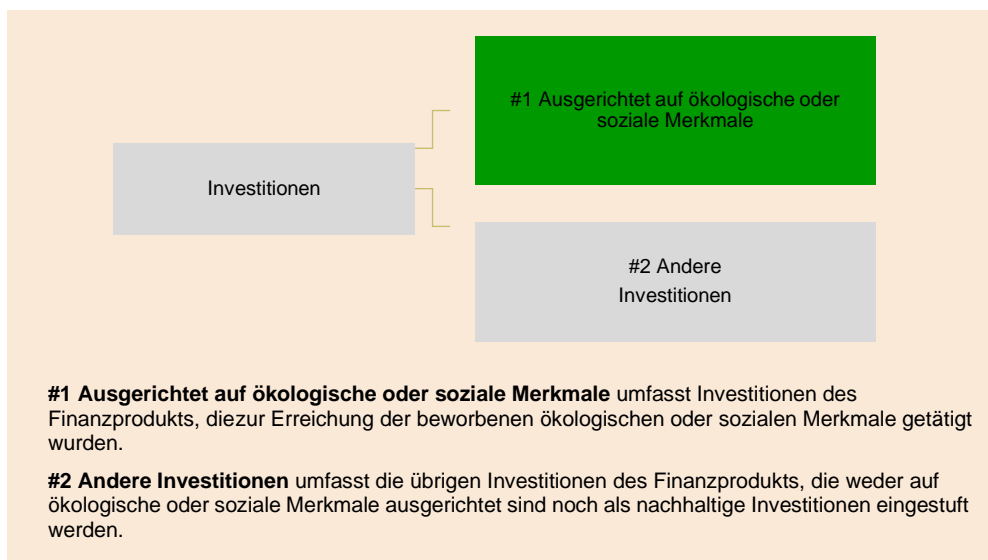 #1 Ausgerichtet auf ökologische oder
soziale Merkmale
Investitionen
#2 Andere
Investitionen
#1 Ausgerichtet auf ökologische oder soziale Merkmale umfasst Investitionen des
Finanzprodukts, diezur Erreichung der beworbenen ökologischen oder sozialen Merkmale getätigt
wurden.
#2 Andere Investitionen umfasst die übrigen Investitionen des Finanzprodukts, die weder auf
ökologische oder soziale Merkmale ausgerichtet sind noch als nachhaltige Investitionen eingestuft
werden.